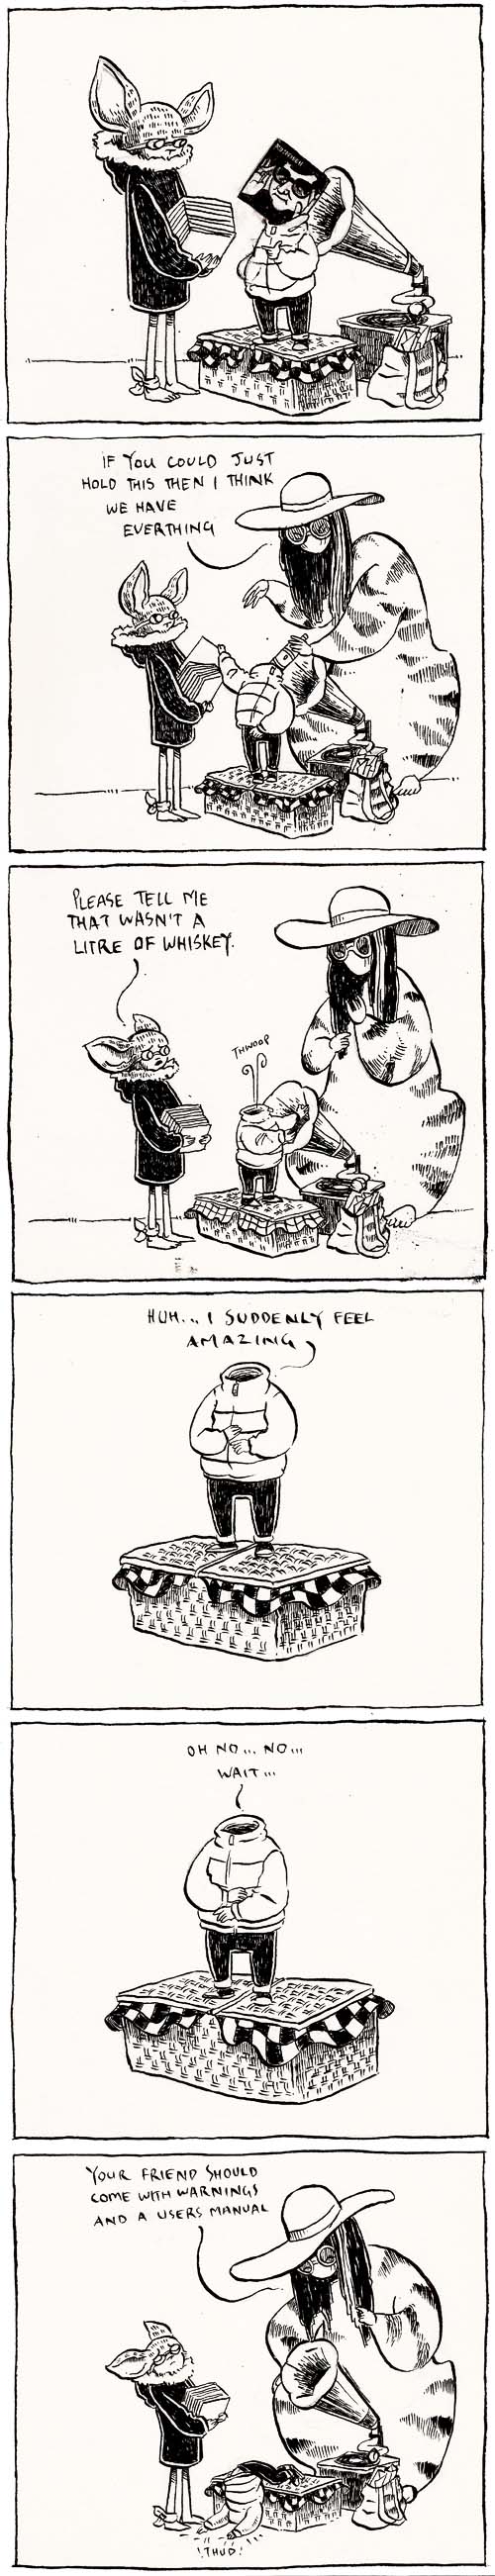 IF YOU COULD JUST
HOLD THIS THEN I THINK
WE HAVE
EVERTHING
PLEASE TELL ME
THAT WASN'T A
LITRE OF WHISKEY.
THWOOP
HUH... I SUDDENLY FEEL
AMAZING
OH NO... NO...
WAIT...
YOUR FRIEND SHOULD
COME WITH WARNINGS
AND A USERS MANUAL
!THUD!